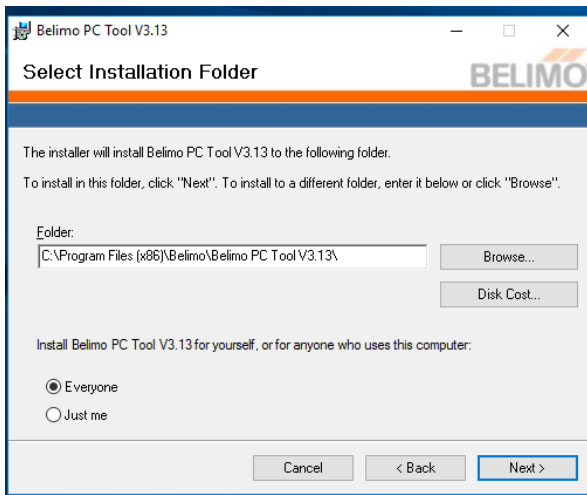 Belimo PC Tool V3.13
Select Installation Folder
BELIMO
The installer will install Belimo PC Tool V3.13 to the following folder.
To install in this folder, click "Next". To install to a different folder, enter it below or click "Browse".
Folder:
C:\Program Files (x86)\Belimo\Belimo PC Tool V3.13\
Browse...
Disk Cost...
Install Belimo PC Tool V3.13 for yourself, or for anyone who uses this computer:
Everyone
Just me
Cancel
< Back
Next >